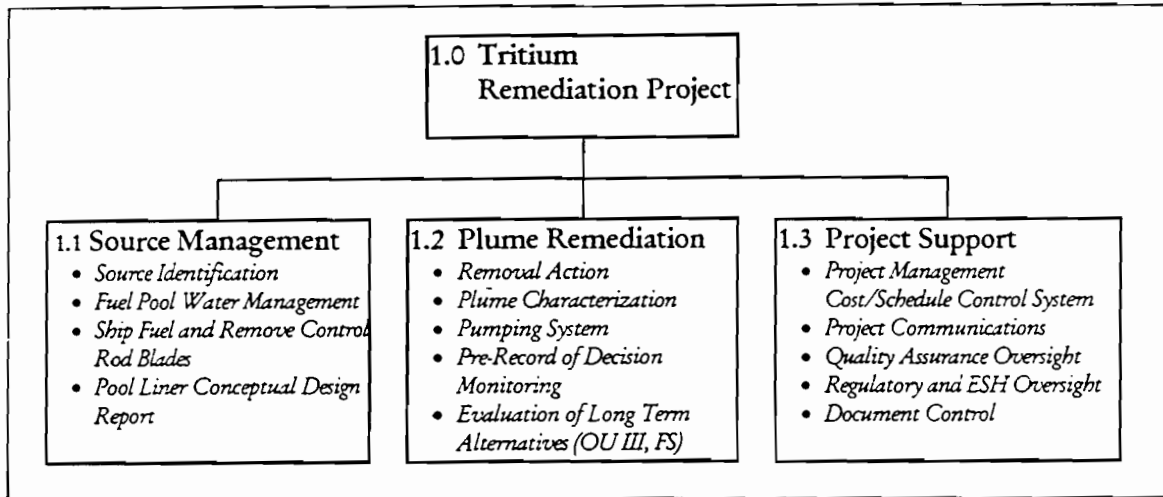 1.0 Tritium
Remediation Project
1.1 Source Management
• Source Identification
• Fuel Pool Water Management
• Ship Fuel and Remove Control
Rod Blades
• Pool Liner Conceptual Design
Report
1.2 Plume Remediation
• Removal Action
• Plume Characterization
• Pumping System
• Pre-Record of Decision
Monitoring
• Evaluation of Long Term
Alternatives (OU III, FS)
1.3 Project Support
• Project Management
Cost/Schedule Control System
• Project Communications
• Quality Assurance Oversight
• Regulatory and ESH Oversight
• Document Control